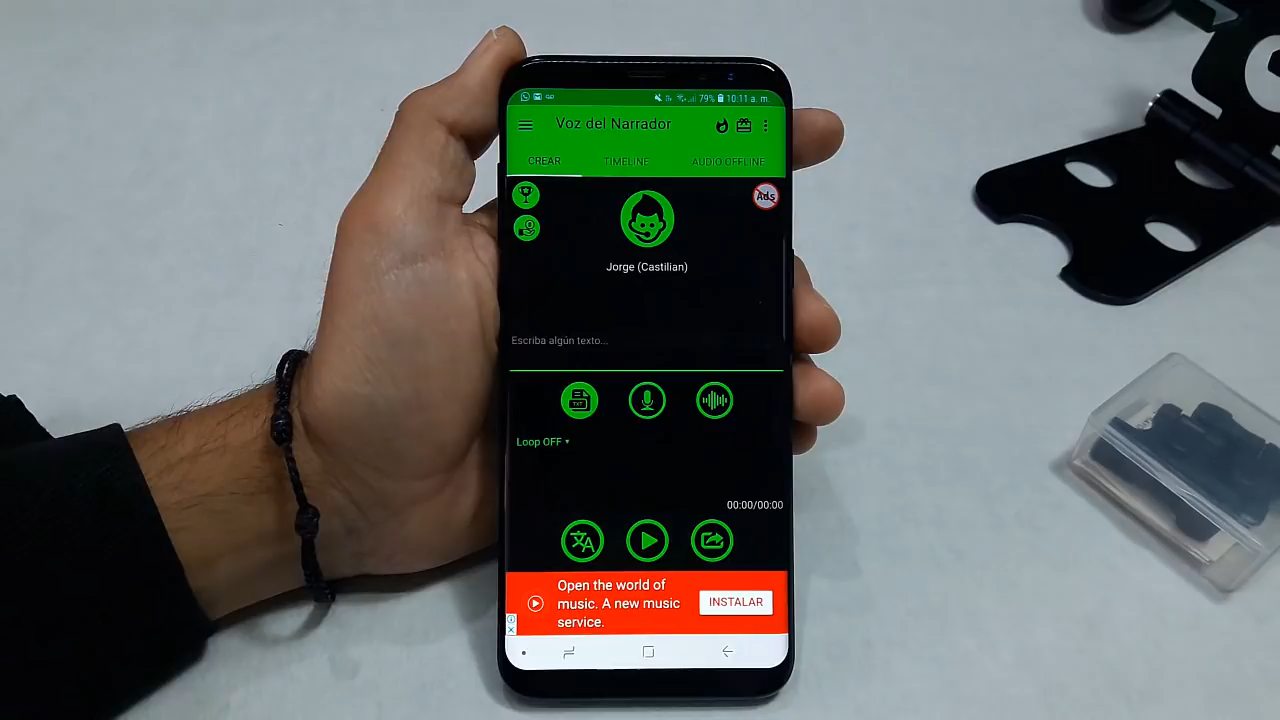 79% 10:11 a. m.
Voz del Narrador
CREAR
TIMELINE
AUDIO OFFLINE
Ads
Jorge (Castilian)
Escriba algún texto...
TXT
Loop OFF
00:00/00:00
Open the world of
music. A new music
service.
INSTALAR